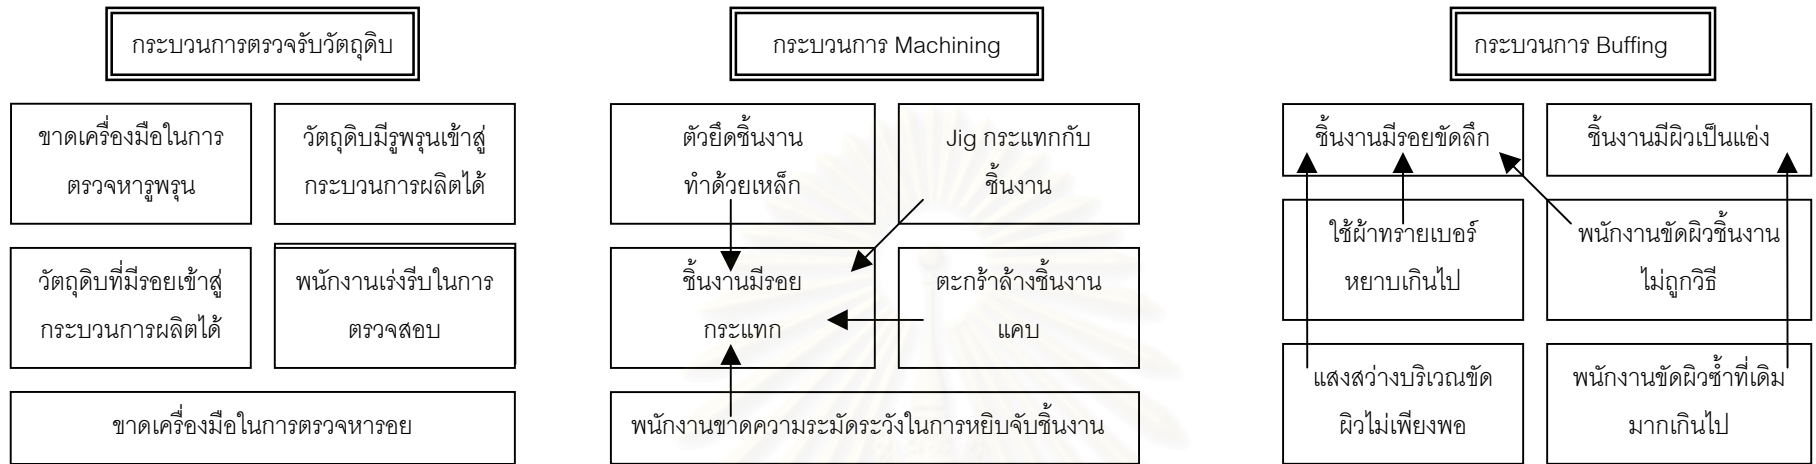 กระบวนการตรวจรับวัตถุดิบ
ขาดเครื่องมือในการ
ตรวจหารูพรุน
วัตถุดิบมีรูพรุนเข้าสู่
กระบวนการผลิตได้
วัตถุดิบที่มีรอยเข้าสู่
กระบวนการผลิตได้
พนักงานเร่งรีบในการ
ตรวจสอบ
ขาดเครื่องมือในการตรวจหารอย
กระบวนการ Machining
ตัวยึดชิ้นงาน
ทำด้วยเหล็ก
Jig กระแทกกับ
ชิ้นงาน
ชิ้นงานมีรอย
กระแทก
ตะกร้าล้างชิ้นงาน
แคบ
พนักงานขาดความระมัดระวังในการหยิบจับชิ้นงาน
กระบวนการ Buffing
ชิ้นงานมีรอยขัดลึก
ชิ้นงานมีผิวเป็นแอ่ง
ใช้ผ้าทรายเบอร์
หยาบเกินไป
พนักงานขัดผิวชิ้นงาน
ไม่ถูกวิธี
แสงสว่างบริเวณขัด
ผิวไม่เพียงพอ
พนักงานขัดผิวซ้ำที่เดิม
มากเกินไป